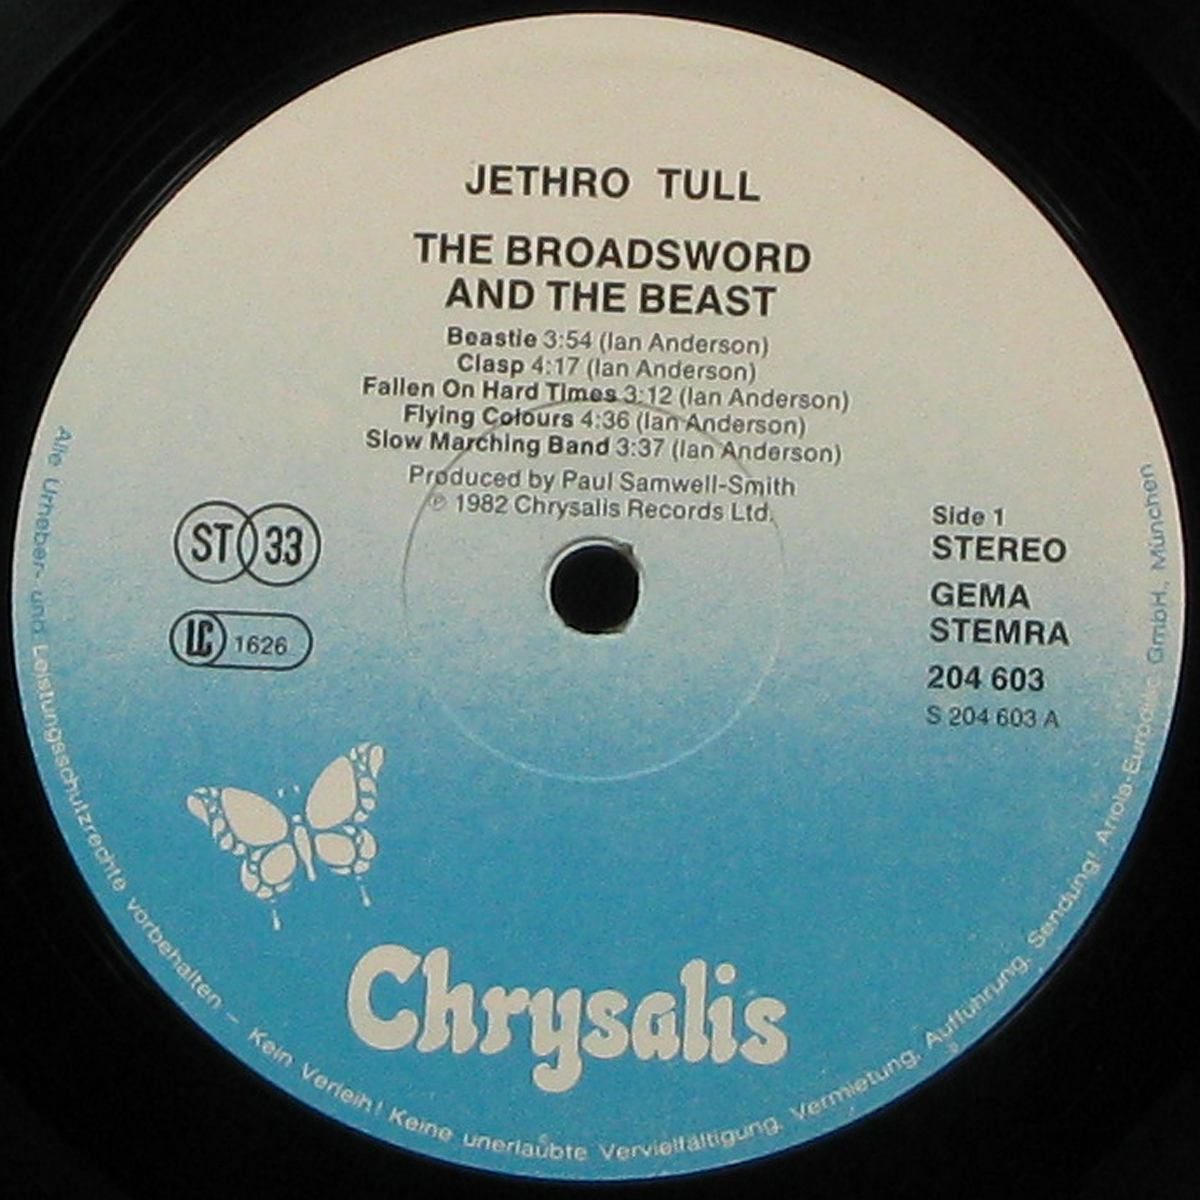 JETHRO TULL
THE BROADSWORD
AND THE BEAST
Beastie 3:54 (Ian Anderson)
Clasp 4:17 (Ian Anderson)
Fallen On Hard Times 3:12 (Ian Anderson)
Flying Colours 4:36 (Ian Anderson)
Slow Marching Band 3:37 (Ian Anderson)
Produced by Paul Samwell-Smith
℗ 1982 Chrysalis Records Ltd.
ST 33
LC 1626
Side 1
STEREO
GEMA
STEMRA
204 603
S 204 603 A
Chrysalis
Alle Urheber- und Leistungsschutzrechte vorbehalten – Kein Verleih! Keine unerlaubte Vervielfältigung, Vermietung, Aufführung, Sendung! Ariola-Eurodisc GmbH., München